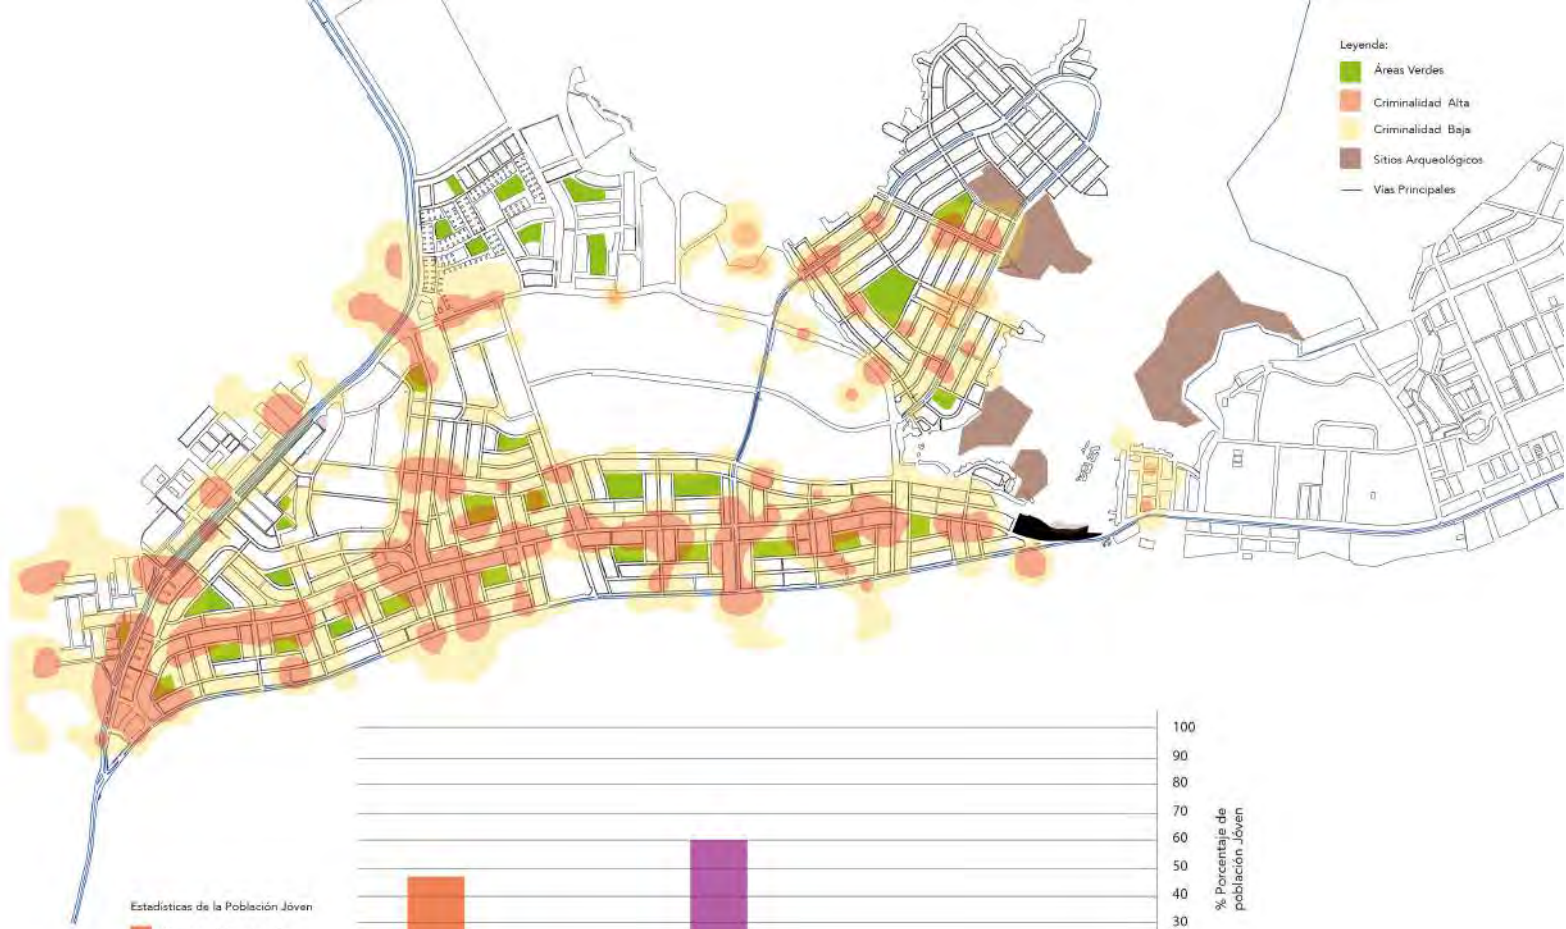 Leyenda:
Áreas Verdes
Criminalidad Alta
Criminalidad Baja
Sitios Arqueológicos
Vías Principales
100
90
80
70
60
50
40
30
% Porcentaje de
población Jóven
Estadísticas de la Población Jóven